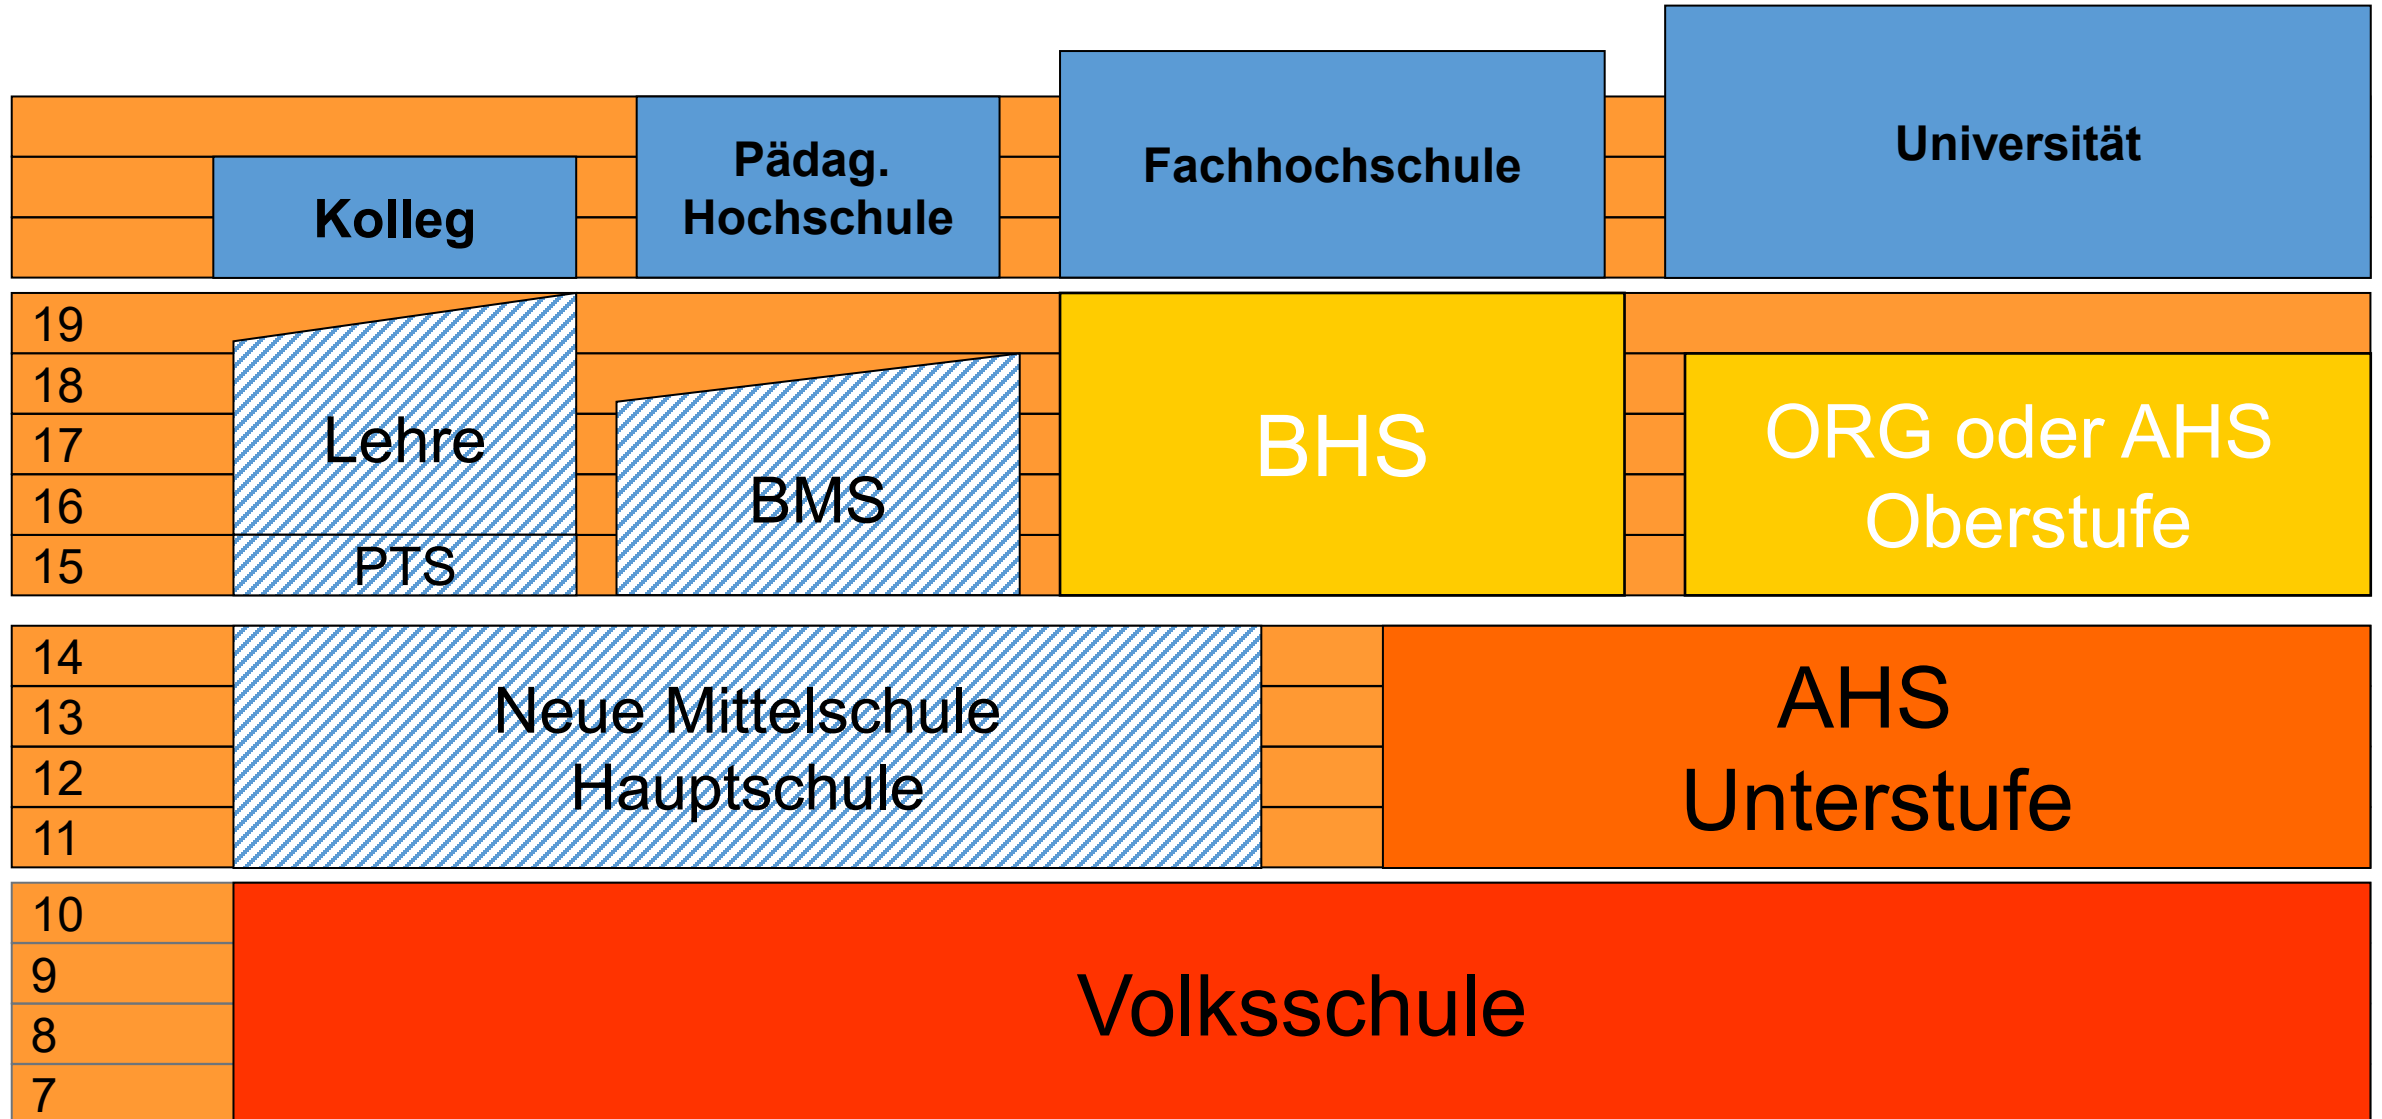 Universität
Pädag.
Hochschule
Fachhochschule
Kolleg
19
18
17
16
15
Lehre
PTS
BMS
BHS
ORG oder AHS
Oberstufe
14
13
12
11
Neue Mittelschule
Hauptschule
AHS
Unterstufe
10
9
8
7
Volksschule